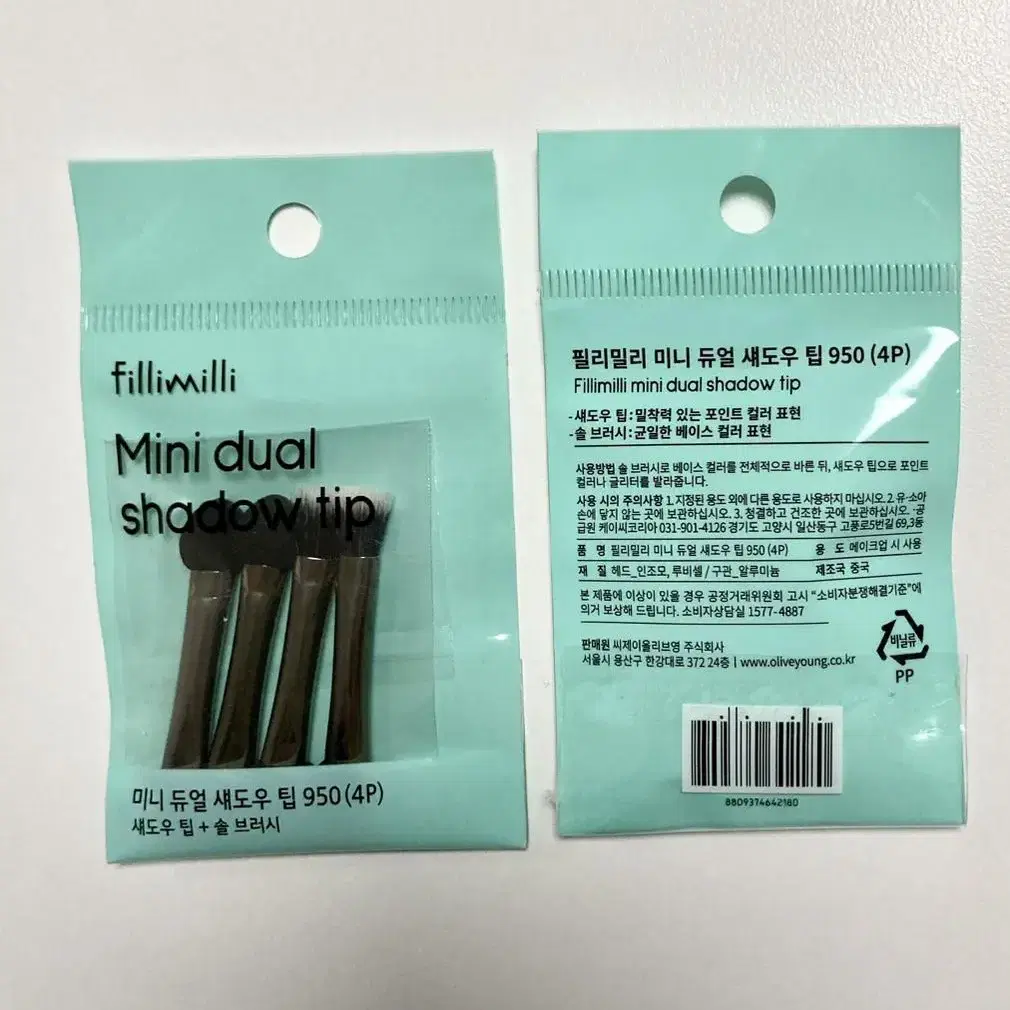 fillimilli
Mini dual
shadow tip
미니 듀얼 섀도우 팁 950 (4P)
섀도우 팁 + 솔 브러시
필리밀리 미니 듀얼 섀도우 팁 950 (4P)
Fillimilli mini dual shadow tip
-섀도우 팁 : 밀착력 있는 포인트 컬러 표현
-솔 브러시 : 균일한 베이스 컬러 표현
사용방법 솔 브러시로 베이스 컬러를 전체적으로 바른 뒤, 섀도우 팁으로 포인트
컬러나 글리터를 발라줍니다.
사용 시의 주의사항 1. 지정된 용도 외에 다른 용도로 사용하지 마십시오. 2. 유·소아
손에 닿지 않는 곳에 보관하십시오. 3. 청결하고 건조한 곳에 보관하십시오. ·공
급원 케이씨코리아 031-901-4126 경기도 고양시 일산동구 고풍로5번길 69,3동
품 명 필리밀리 미니 듀얼 섀도우 팁 950 (4P) 용 도 메이크업 시 사용
재 질 헤드_인조모, 루비셀 / 구관_알루미늄 제조국 중국
본 제품에 이상이 있을 경우 공정거래위원회 고시 "소비자분쟁해결기준"에
의거 보상해 드립니다. 소비자상담실 1577-4887
판매원 씨제이올리브영 주식회사
서울시 용산구 한강대로 372 24층 | www.oliveyoung.co.kr
비닐류
PP
8809374642180